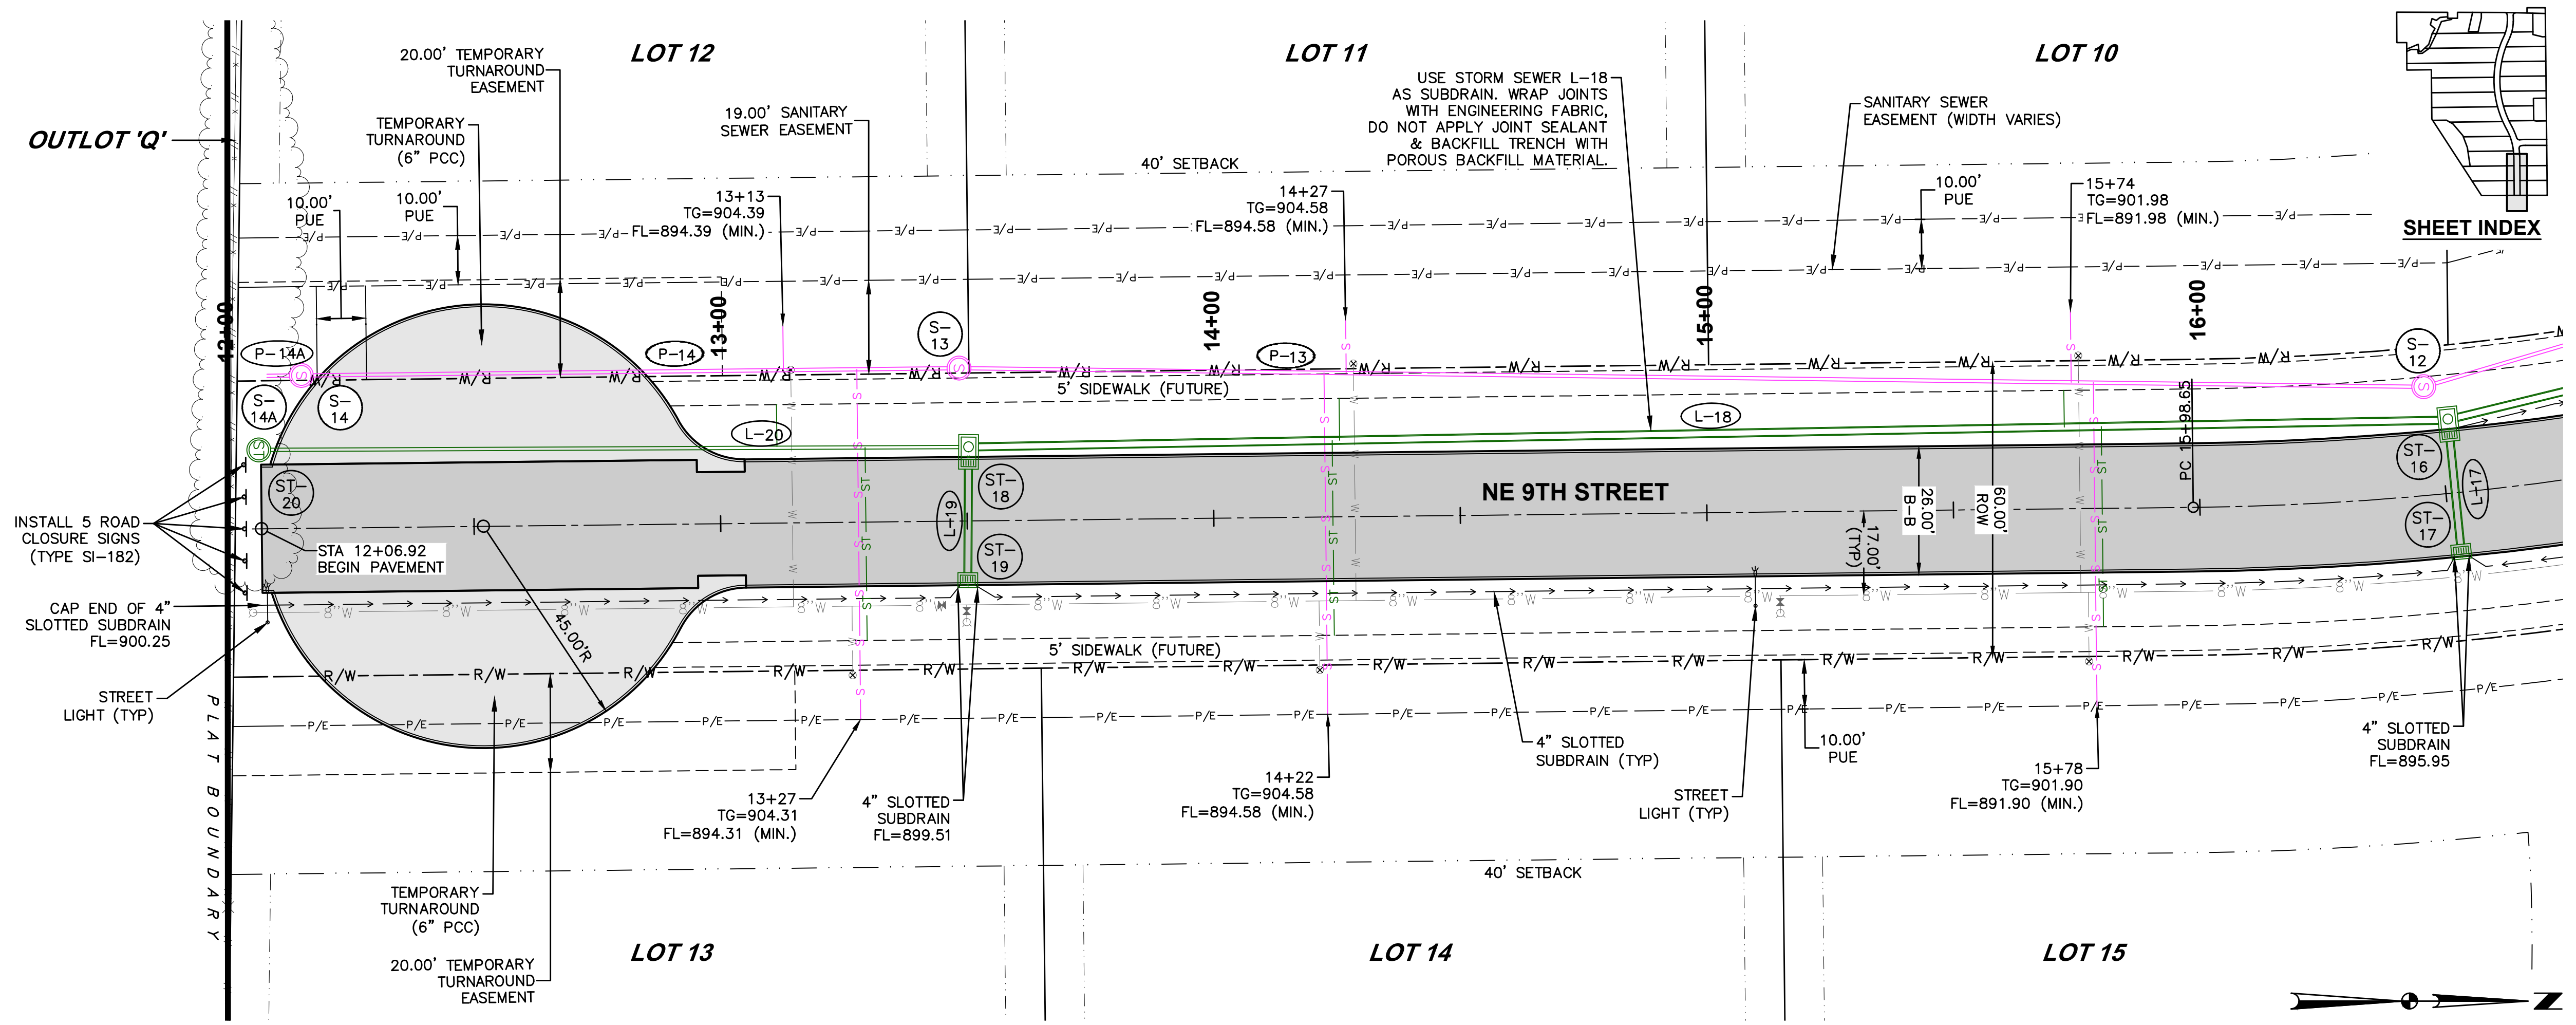 LOT 12
LOT 11
LOT 10
20.00' TEMPORARY
TURNAROUND
EASEMENT
USE STORM SEWER L-18
AS SUBDRAIN. WRAP JOINTS
WITH ENGINEERING FABRIC,
DO NOT APPLY JOINT SEALANT
& BACKFILL TRENCH WITH
POROUS BACKFILL MATERIAL.
SANITARY SEWER
EASEMENT (WIDTH VARIES)
19.00' SANITARY
SEWER EASEMENT
TEMPORARY
TURNAROUND
(6" PCC)
OUTLOT 'Q'
40' SETBACK
10.00'
PUE
10.00'
PUE
13+13
TG=904.39
FL=894.39 (MIN.)
14+27
TG=904.58
FL=894.58 (MIN.)
10.00'
PUE
15+74
TG=901.98
FL=891.98 (MIN.)
SHEET INDEX
P/E P/E P/E P/E P/E P/E P/E P/E P/E P/E P/E P/E
12+00
13+00
14+00
15+00
16+00
P-14A
P-14
S-
13
P-13
S-
12
R/W R/W R/W R/W R/W R/W R/W R/W R/W R/W R/W R/W R/W
5' SIDEWALK (FUTURE)
S-
14A
S-
14
L-20
L-18
PC 15+98.65
ST
ST-
20
ST-
18
L-19
ST-
19
NE 9TH STREET
26.00'
B-B
60.00'
ROW
17.00'
(TYP)
ST-
16
L-17
ST-
17
INSTALL 5 ROAD
CLOSURE SIGNS
(TYPE SI-182)
STA 12+06.92
BEGIN PAVEMENT
CAP END OF 4"
SLOTTED SUBDRAIN
FL=900.25
8"W 8"W 8"W 8"W 8"W 8"W 8"W 8"W 8"W 8"W 8"W
45.00'R
5' SIDEWALK (FUTURE)
R/W R/W R/W R/W R/W R/W R/W R/W R/W R/W R/W R/W R/W R/W R/W
STREET
LIGHT (TYP)
P/E P/E P/E P/E P/E P/E P/E P/E P/E P/E P/E P/E P/E P/E P/E P/E P/E P/E P/E P/E P/E
PLAT BOUNDARY
4" SLOTTED
SUBDRAIN (TYP)
10.00'
PUE
4" SLOTTED
SUBDRAIN
FL=895.95
13+27
TG=904.31
FL=894.31 (MIN.)
4" SLOTTED
SUBDRAIN
FL=899.51
14+22
TG=904.58
FL=894.58 (MIN.)
STREET
LIGHT (TYP)
15+78
TG=901.90
FL=891.90 (MIN.)
40' SETBACK
TEMPORARY
TURNAROUND
(6" PCC)
LOT 13
LOT 14
LOT 15
20.00' TEMPORARY
TURNAROUND
EASEMENT
N